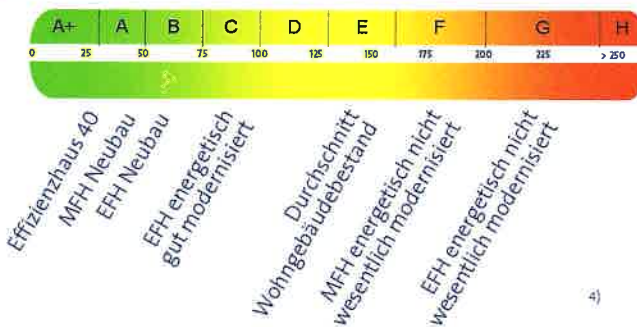 A+ A B C D E F G H
0 25 50 75 100 125 150 175 200 225 > 250
Effizienzhaus 40
MFH Neubau
EFH Neubau
EFH energetisch
gut modernisiert
Durchschnitt
Wohngebäudebestand
MFH energetisch nicht
wesentlich modernisiert
EFH energetisch nicht
wesentlich modernisiert
4)